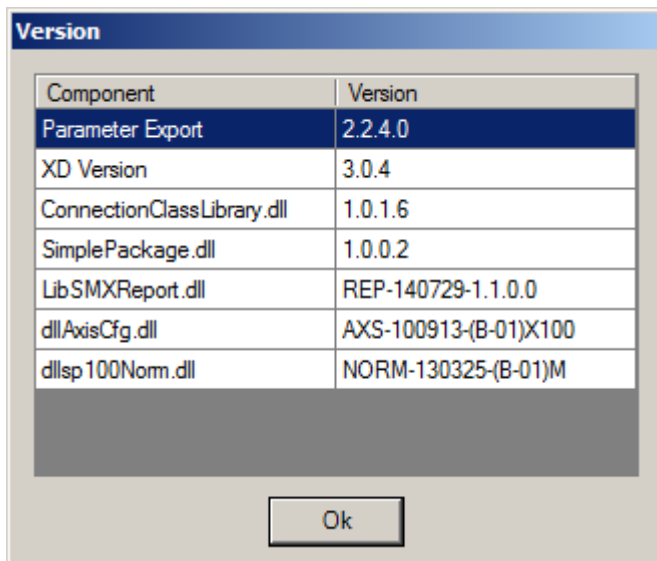 Version
Component Version
Parameter Export 2.2.4.0
XD Version 3.0.4
ConnectionClassLibrary.dll 1.0.1.6
SimplePackage.dll 1.0.0.2
LibSMXReport.dll REP-140729-1.1.0.0
dllAxisCfg.dll AXS-100913-(B-01)X100
dllsp100Norm.dll NORM-130325-(B-01)M
Ok